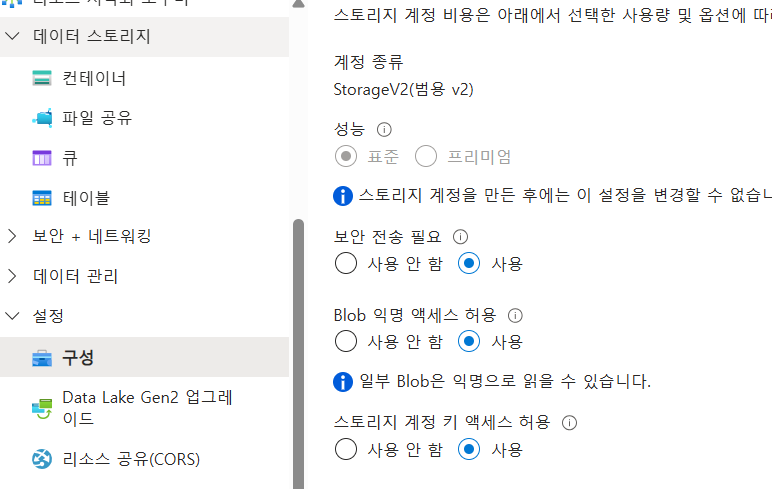 데이터 스토리지
컨테이너
파일 공유
큐
테이블
보안 + 네트워킹
데이터 관리
설정
구성
Data Lake Gen2 업그레
이드
리소스 공유(CORS)
스토리지 계정 비용은 아래에서 선택한 사용량 및 옵션에 따라
계정 종류
StorageV2(범용 v2)
성능
표준 프리미엄
스토리지 계정을 만든 후에는 이 설정을 변경할 수 없습니
보안 전송 필요
사용 안 함 사용
Blob 익명 액세스 허용
사용 안 함 사용
일부 Blob은 익명으로 읽을 수 있습니다.
스토리지 계정 키 액세스 허용
사용 안 함 사용